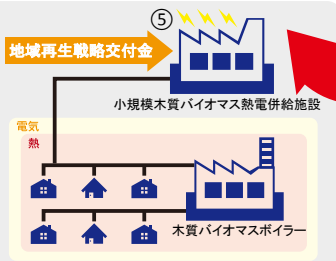 ⑤
地域再生戦略交付金
小規模木質バイオマス熱電併給施設
電気
熱
木質バイオマスボイラー